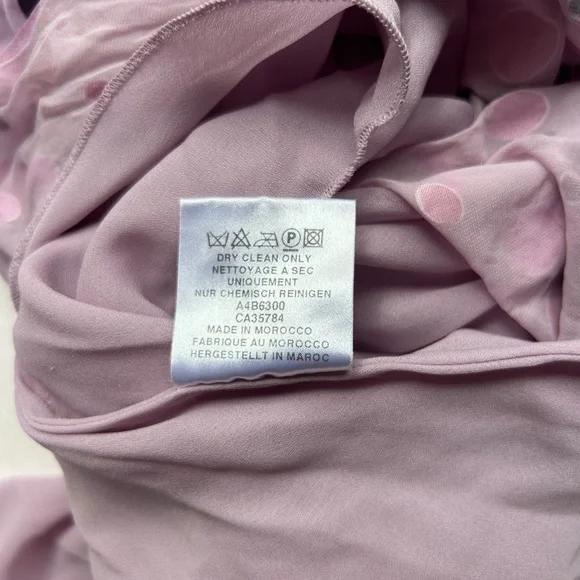 P
DRY CLEAN ONLY
NETTOYAGE A SEC
UNIQUEMENT
NUR CHEMISCH REINIGEN
A4B6300
CA35784
MADE IN MOROCCO
FABRIQUE AU MOROCCO
HERGESTELLT IN MAROC